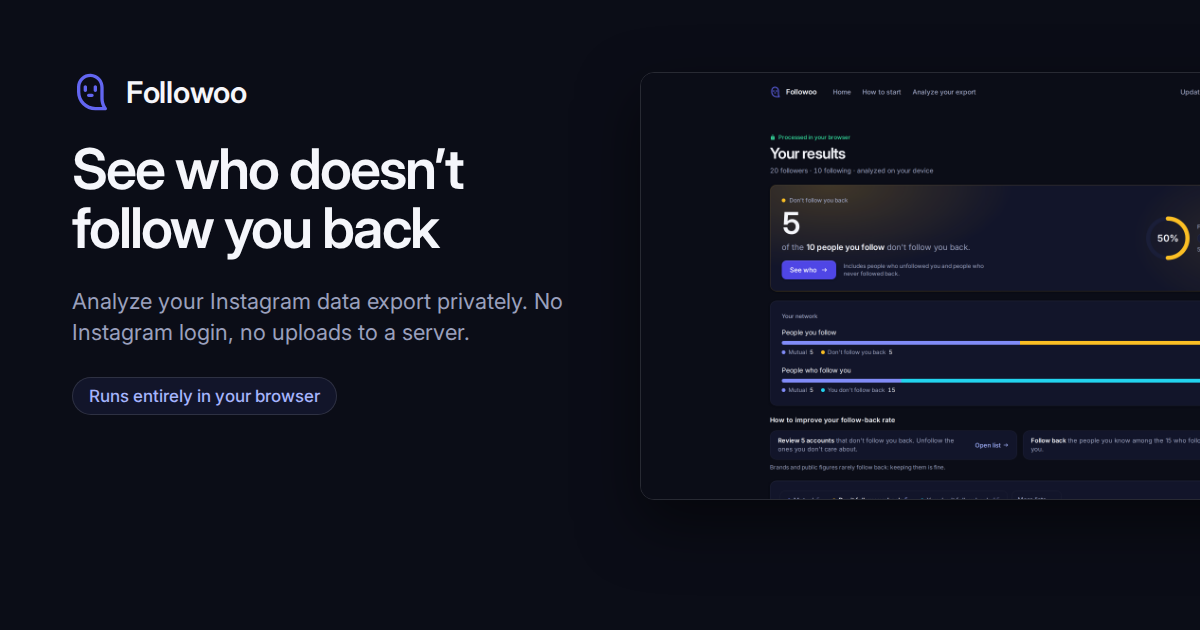 Followoo
See who doesn't
follow you back
Analyze your Instagram data export privately. No
Instagram login, no uploads to a server.
Runs entirely in your browser
Followoo Home How to start Analyze your export
Processed in your browser
Your results
20 followers · 10 following · analyzed on your device
Don't follow you back
5
of the 10 people you follow don't follow you back.
See who →
Includes people who unfollowed you and people who
never followed back.
50%
Your network
People you follow
Mutual 5 Don't follow you back 5
People who follow you
Mutual 5 You don't follow back 15
How to improve your follow-back rate
Review 5 accounts that don't follow you back. Unfollow the
ones you don't care about.
Open list →
Follow back the people you know among the 15 who
you.
Brands and public figures rarely follow back: keeping them is fine.